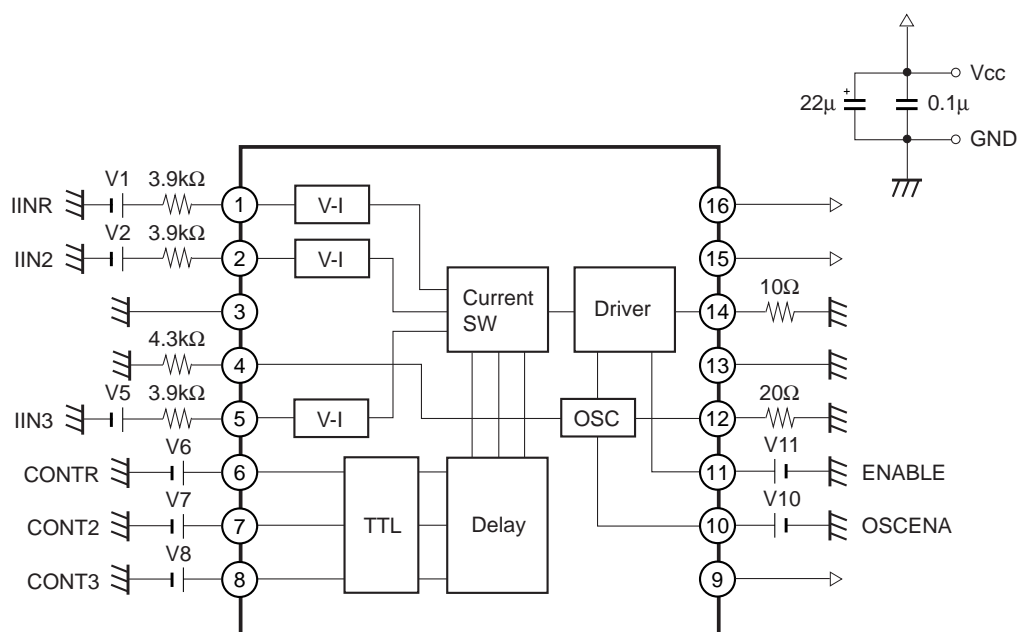 Vcc
22μ
+
0.1μ
GND
IINR
V1
3.9kΩ
1
V-I
16
IIN2
V2
3.9kΩ
2
V-I
15
3
Current
SW
Driver
14
10Ω
4.3kΩ
4
13
IIN3
V5
3.9kΩ
5
V-I
OSC
12
20Ω
CONTR
V6
6
11
V11
ENABLE
CONT2
V7
7
TTL
Delay
10
V10
OSCENA
CONT3
V8
8
9